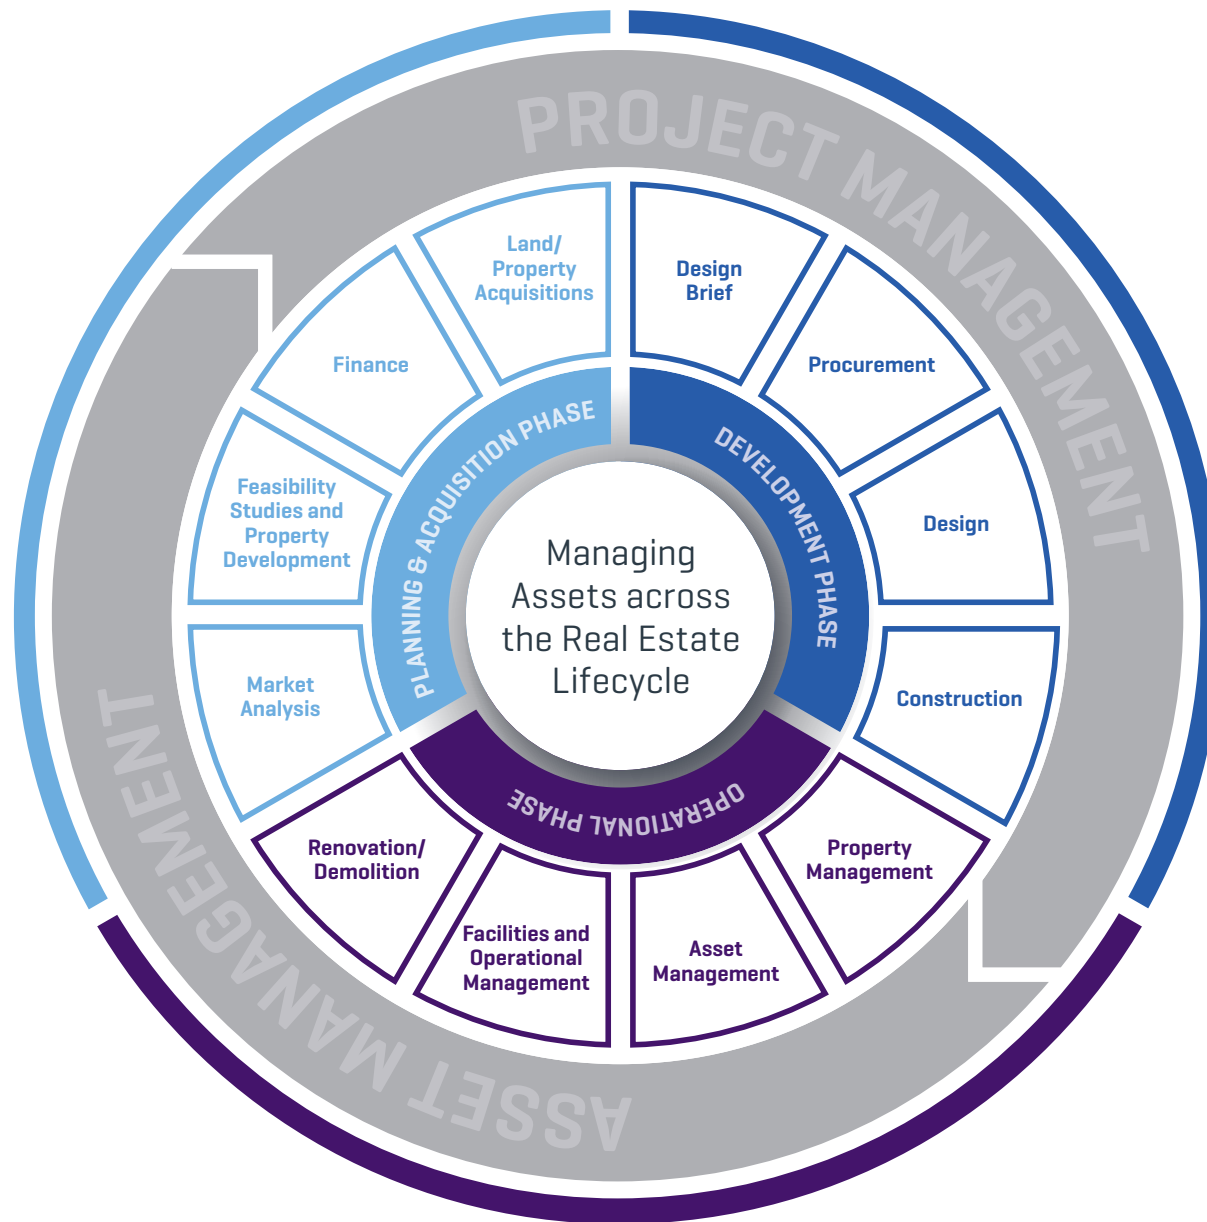 PROJECT MANAGEMENT
Land/
Property
Acquisitions
Design
Brief
Finance
Procurement
PLANNING & ACQUISITION PHASE
DEVELOPMENT PHASE
Feasibility
Studies and
Property
Development
Design
Managing
Assets across
the Real Estate
Lifecycle
Market
Analysis
Construction
OPERATIONAL PHASE
Renovation/
Demolition
Property
Management
Facilities and
Operational
Management
Asset
Management
ASSET MANAGEMENT